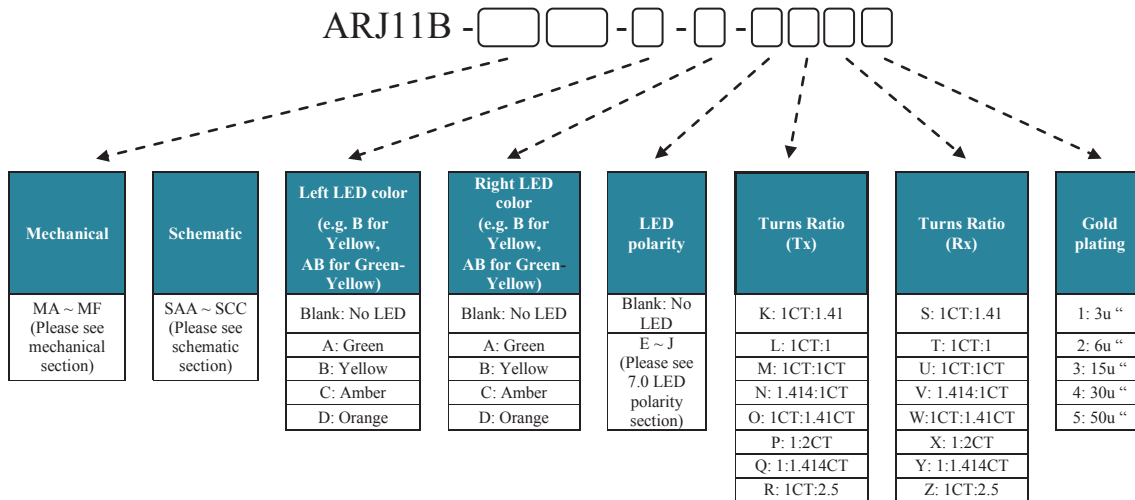 ARJ11B - - - -
Mechanical
MA ~ MF
(Please see
mechanical
section)
Schematic
SAA ~ SCC
(Please see
schematic
section)
Left LED color
(e.g. B for
Yellow,
AB for Green-
Yellow)
Blank: No LED
A: Green
B: Yellow
C: Amber
D: Orange
Right LED
color
(e.g. B for
Yellow,
AB for Green-
Yellow)
Blank: No LED
A: Green
B: Yellow
C: Amber
D: Orange
LED
polarity
Blank: No
LED
E ~ J
(Please see
7.0 LED
polarity
section)
Turns Ratio
(Tx)
K: 1CT:1.41
L: 1CT:1
M: 1CT:1CT
N: 1.414:1CT
O: 1CT:1.41CT
P: 1:2CT
Q: 1:1.414CT
R: 1CT:2.5
Turns Ratio
(Rx)
S: 1CT:1.41
T: 1CT:1
U: 1CT:1CT
V: 1.414:1CT
W:1CT:1.41CT
X: 1:2CT
Y: 1:1.414CT
Z: 1CT:2.5
Gold
plating
1: 3u “
2: 6u “
3: 15u “
4: 30u “
5: 50u “